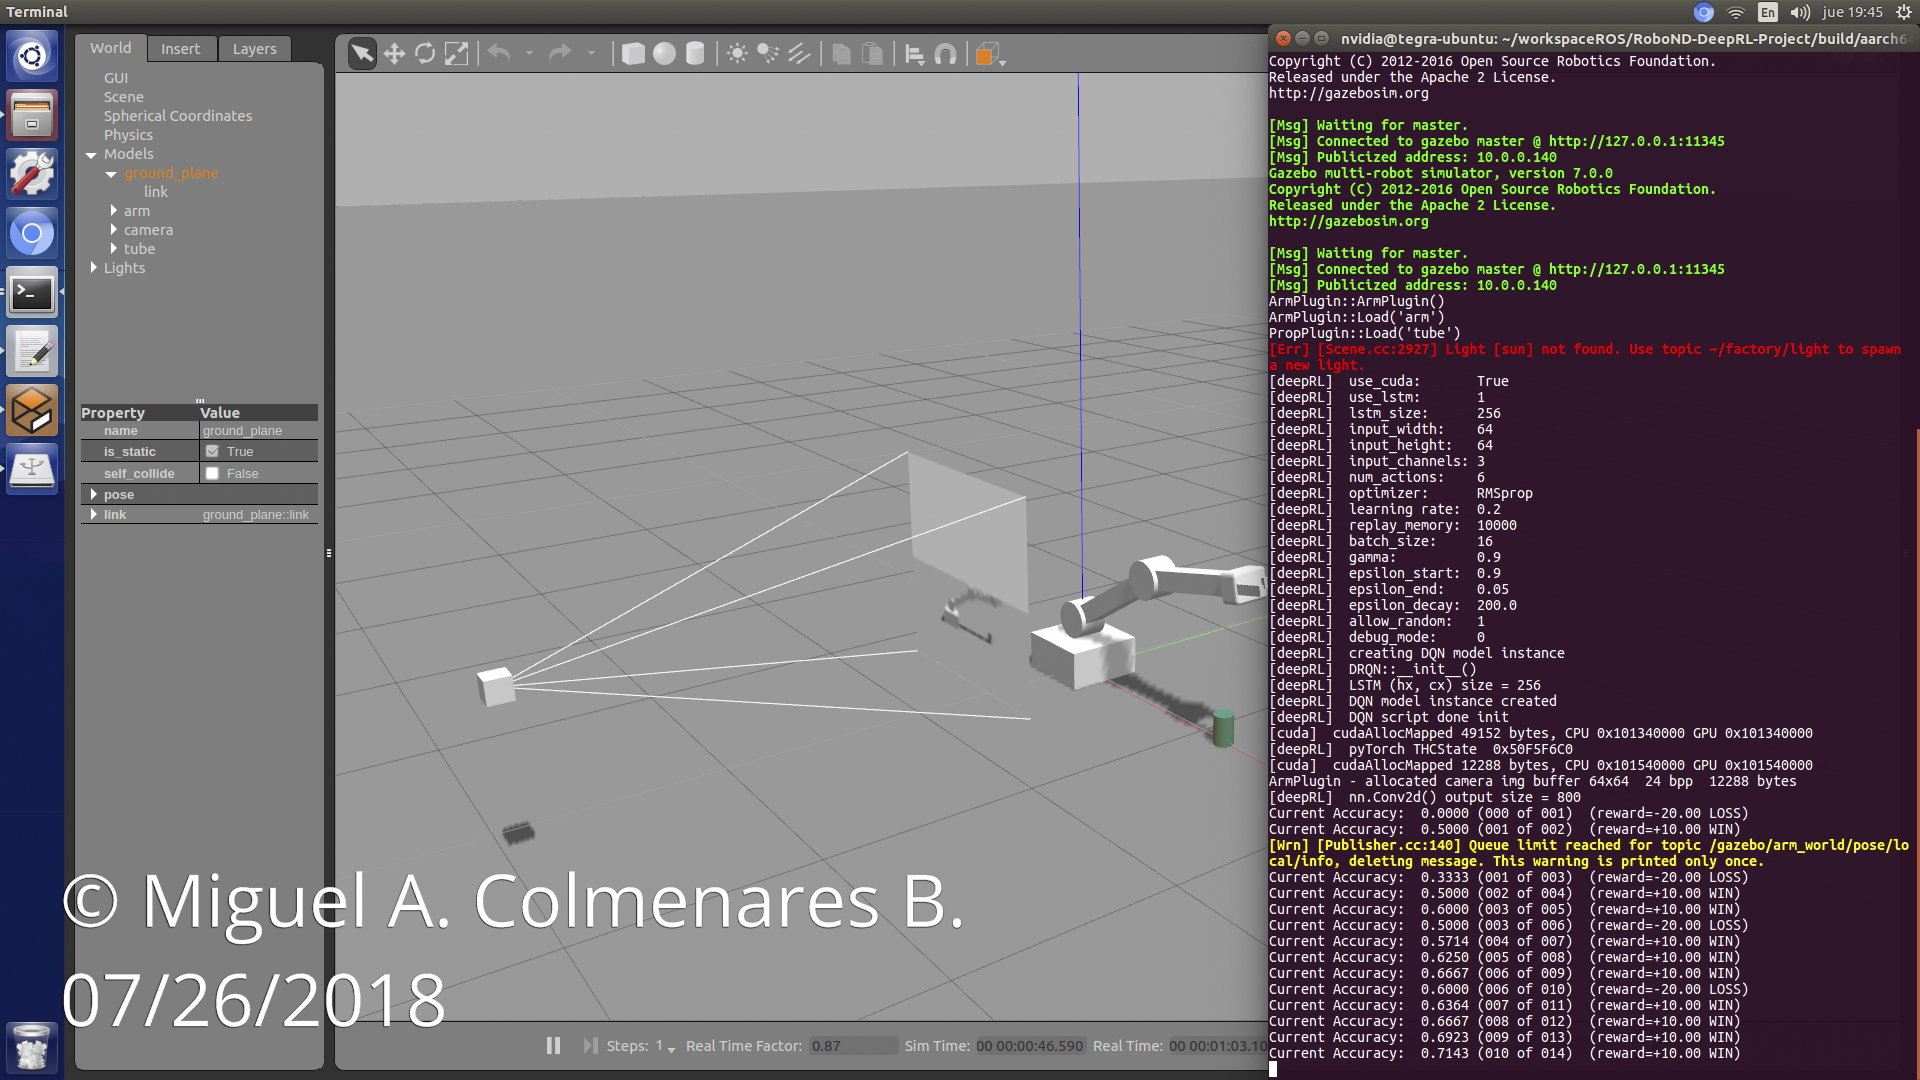 Terminal
En
jue 19:45
World
Insert
Layers
GUI
Scene
Spherical Coordinates
Physics
Models
ground_plane
link
arm
camera
tube
Lights
Property Value
name ground_plane
is_static True
self_collide False
pose
link ground_plane::link
Steps: 1
Real Time Factor: 0.87
Sim Time: 00 00:00:46.590
Real Time: 00 00:01:03.10
© Miguel A. Colmenares B.
07/26/2018
nvidia@tegra-ubuntu: ~/workspaceROS/RoboND-DeepRL-Project/build/aarch6
Copyright (C) 2012-2016 Open Source Robotics Foundation.
Released under the Apache 2 License.
http://gazebosim.org
[Msg] Waiting for master.
[Msg] Connected to gazebo master @ http://127.0.0.1:11345
[Msg] Publicized address: 10.0.0.140
Gazebo multi-robot simulator, version 7.0.0
Copyright (C) 2012-2016 Open Source Robotics Foundation.
Released under the Apache 2 License.
http://gazebosim.org
[Msg] Waiting for master.
[Msg] Connected to gazebo master @ http://127.0.0.1:11345
[Msg] Publicized address: 10.0.0.140
ArmPlugin::ArmPlugin()
ArmPlugin::Load('arm')
PropPlugin::Load('tube')
[Err] [Scene.cc:2927] Light [sun] not found. Use topic ~/factory/light to spawn
a new light.
[deepRL] use_cuda: True
[deepRL] use_lstm: 1
[deepRL] lstm_size: 256
[deepRL] input_width: 64
[deepRL] input_height: 64
[deepRL] input_channels: 3
[deepRL] num_actions: 6
[deepRL] optimizer: RMSprop
[deepRL] learning rate: 0.2
[deepRL] replay_memory: 10000
[deepRL] batch_size: 16
[deepRL] gamma: 0.9
[deepRL] epsilon_start: 0.9
[deepRL] epsilon_end: 0.05
[deepRL] epsilon_decay: 200.0
[deepRL] allow_random: 1
[deepRL] debug_mode: 0
[deepRL] creating DQN model instance
[deepRL] DRQN::__init__()
[deepRL] LSTM (hx, cx) size = 256
[deepRL] DQN model instance created
[deepRL] DQN script done init
[cuda] cudaAllocMapped 49152 bytes, CPU 0x101340000 GPU 0x101340000
[deepRL] pyTorch THCState 0x50F5F6C0
[cuda] cudaAllocMapped 12288 bytes, CPU 0x101540000 GPU 0x101540000
ArmPlugin - allocated camera img buffer 64x64 24 bpp 12288 bytes
[deepRL] nn.Conv2d() output size = 800
Current Accuracy: 0.0000 (000 of 001) (reward=-20.00 LOSS)
Current Accuracy: 0.5000 (001 of 002) (reward=+10.00 WIN)
[Wrn] [Publisher.cc:140] Queue limit reached for topic /gazebo/arm_world/pose/lo
cal/info, deleting message. This warning is printed only once.
Current Accuracy: 0.3333 (001 of 003) (reward=-20.00 LOSS)
Current Accuracy: 0.5000 (002 of 004) (reward=+10.00 WIN)
Current Accuracy: 0.6000 (003 of 005) (reward=+10.00 WIN)
Current Accuracy: 0.5000 (003 of 006) (reward=-20.00 LOSS)
Current Accuracy: 0.5714 (004 of 007) (reward=+10.00 WIN)
Current Accuracy: 0.6250 (005 of 008) (reward=+10.00 WIN)
Current Accuracy: 0.6667 (006 of 009) (reward=+10.00 WIN)
Current Accuracy: 0.6000 (006 of 010) (reward=-20.00 LOSS)
Current Accuracy: 0.6364 (007 of 011) (reward=+10.00 WIN)
Current Accuracy: 0.6667 (008 of 012) (reward=+10.00 WIN)
Current Accuracy: 0.6923 (009 of 013) (reward=+10.00 WIN)
Current Accuracy: 0.7143 (010 of 014) (reward=+10.00 WIN)